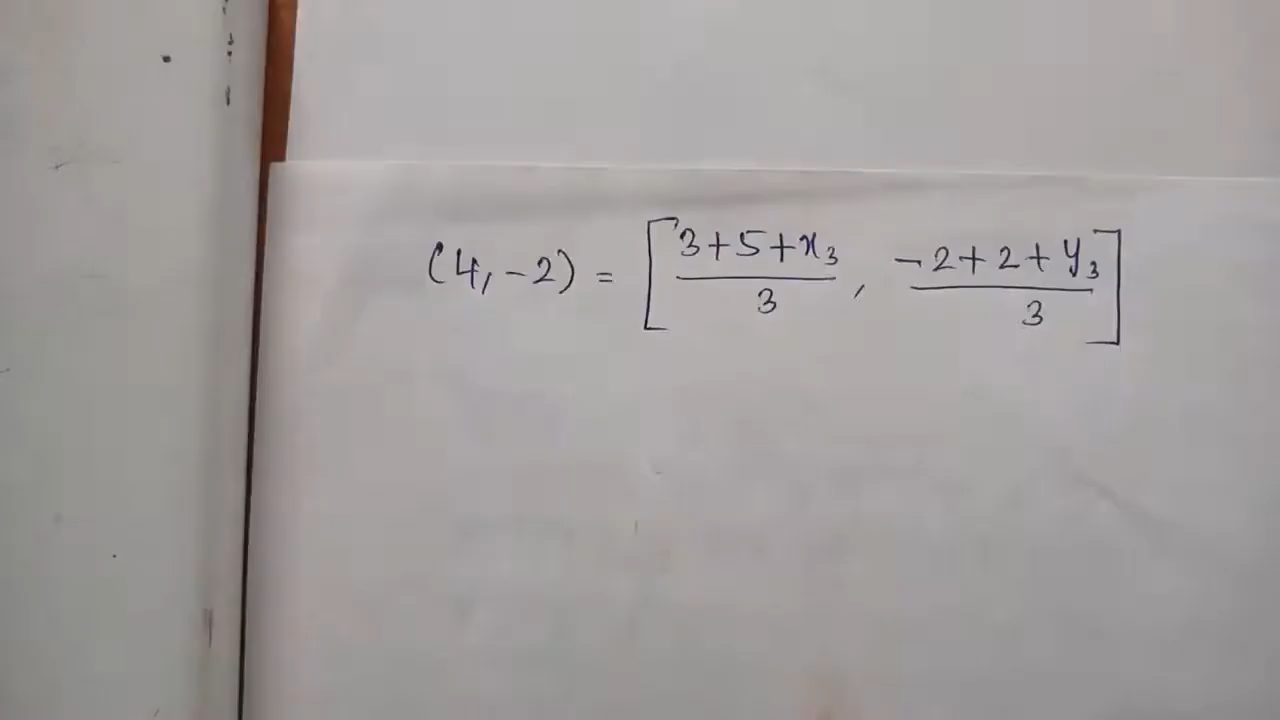 (4, -2) = [ (3+5+x₃)/3 , (-2+2+y₃)/3 ]